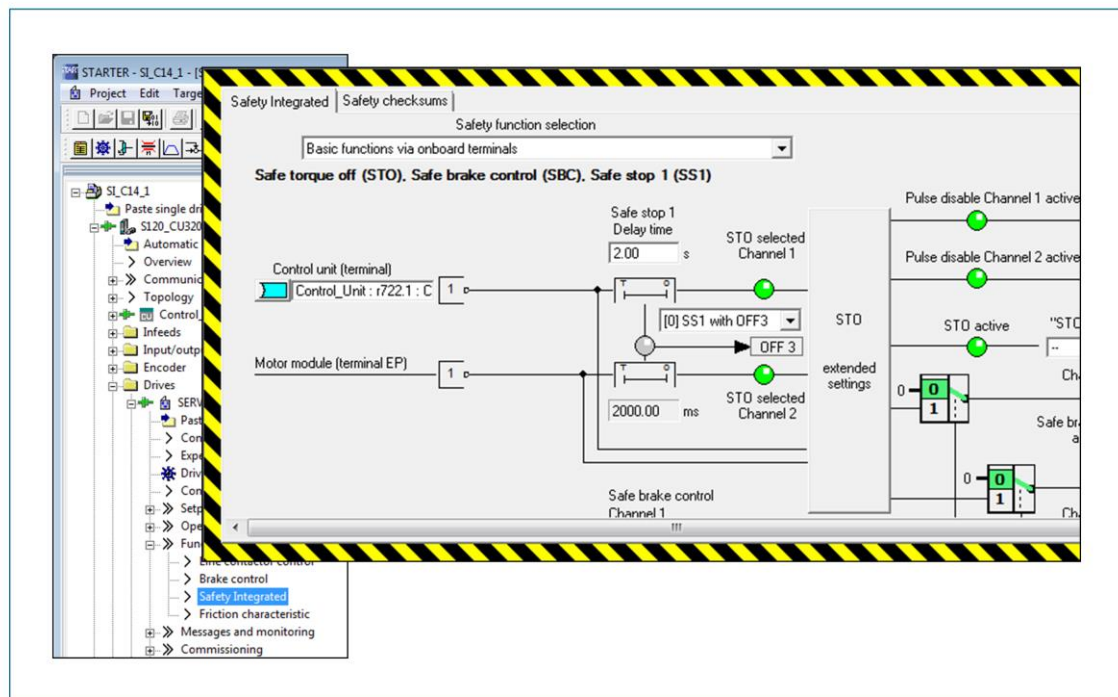 STARTER - SI_C14_1 - [S
Project Edit Targe
SI_C14_1
Paste single dri
S120_CU320
Automatic
Overview
Communic
Topology
Control_
Infeeds
Input/outp
Encoder
Drives
SERV
Past
Con
Expe
Driv
Con
Setp
Ope
Fun
Line contactor control
Brake control
Safety Integrated
Friction characteristic
Messages and monitoring
Commissioning
Safety Integrated Safety checksums
Safety function selection
Basic functions via onboard terminals
Safe torque off (STO), Safe brake control (SBC), Safe stop 1 (SS1)
Safe stop 1
Delay time
2.00 s
STO selected
Channel 1
Control unit (terminal)
Control_Unit : r722.1 : C
1
T 0
[0] SS1 with OFF3
OFF 3
Motor module (terminal EP)
1
T 0
2000.00 ms
STO selected
Channel 2
Safe brake control
Channel 1
STO
extended
settings
Pulse disable Channel 1 active
Pulse disable Channel 2 active
STO active
"STO
--
Ch
0 0
1
Safe br
a
0 0
1
Ch